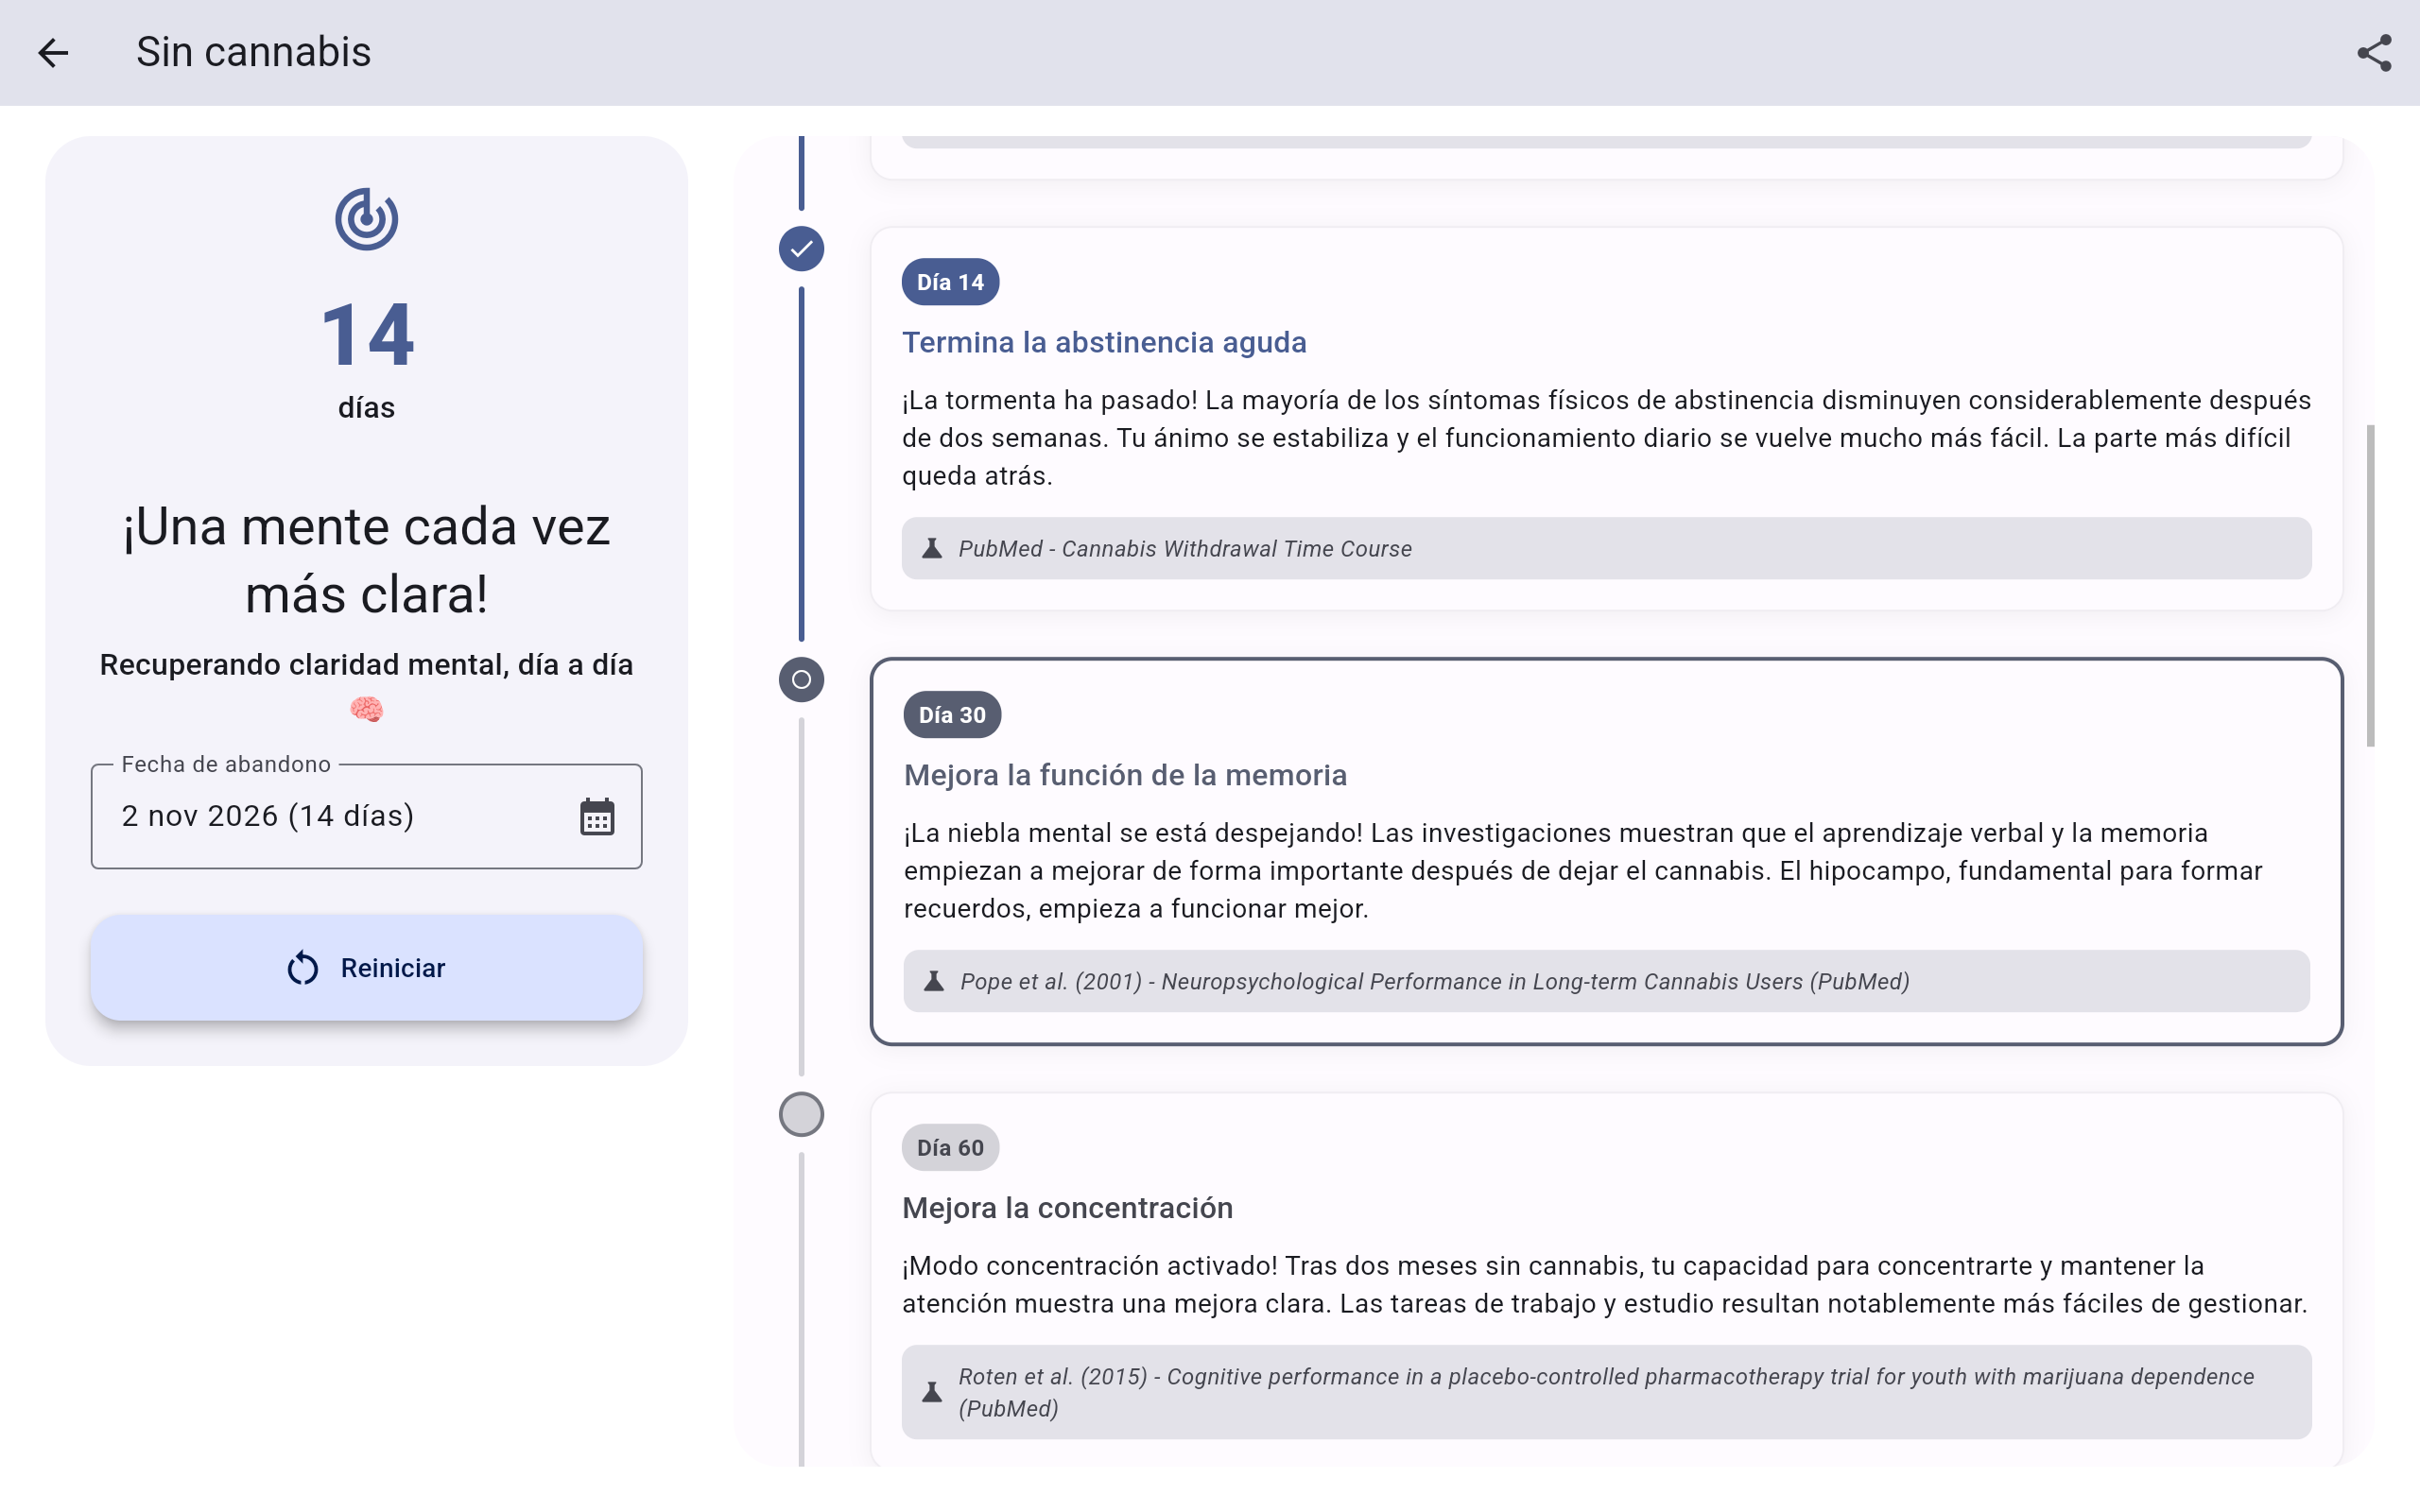 Sin cannabis
14
días
¡Una mente cada vez
más clara!
Recuperando claridad mental, día a día
🧠
Fecha de abandono
2 nov 2026 (14 días)
Reiniciar
Día 14
Termina la abstinencia aguda
¡La tormenta ha pasado! La mayoría de los síntomas físicos de abstinencia disminuyen considerablemente después
de dos semanas. Tu ánimo se estabiliza y el funcionamiento diario se vuelve mucho más fácil. La parte más difícil
queda atrás.
PubMed - Cannabis Withdrawal Time Course
Día 30
Mejora la función de la memoria
¡La niebla mental se está despejando! Las investigaciones muestran que el aprendizaje verbal y la memoria
empiezan a mejorar de forma importante después de dejar el cannabis. El hipocampo, fundamental para formar
recuerdos, empieza a funcionar mejor.
Pope et al. (2001) - Neuropsychological Performance in Long-term Cannabis Users (PubMed)
Día 60
Mejora la concentración
¡Modo concentración activado! Tras dos meses sin cannabis, tu capacidad para concentrarte y mantener la
atención muestra una mejora clara. Las tareas de trabajo y estudio resultan notablemente más fáciles de gestionar.
Roten et al. (2015) - Cognitive performance in a placebo-controlled pharmacotherapy trial for youth with marijuana dependence
(PubMed)